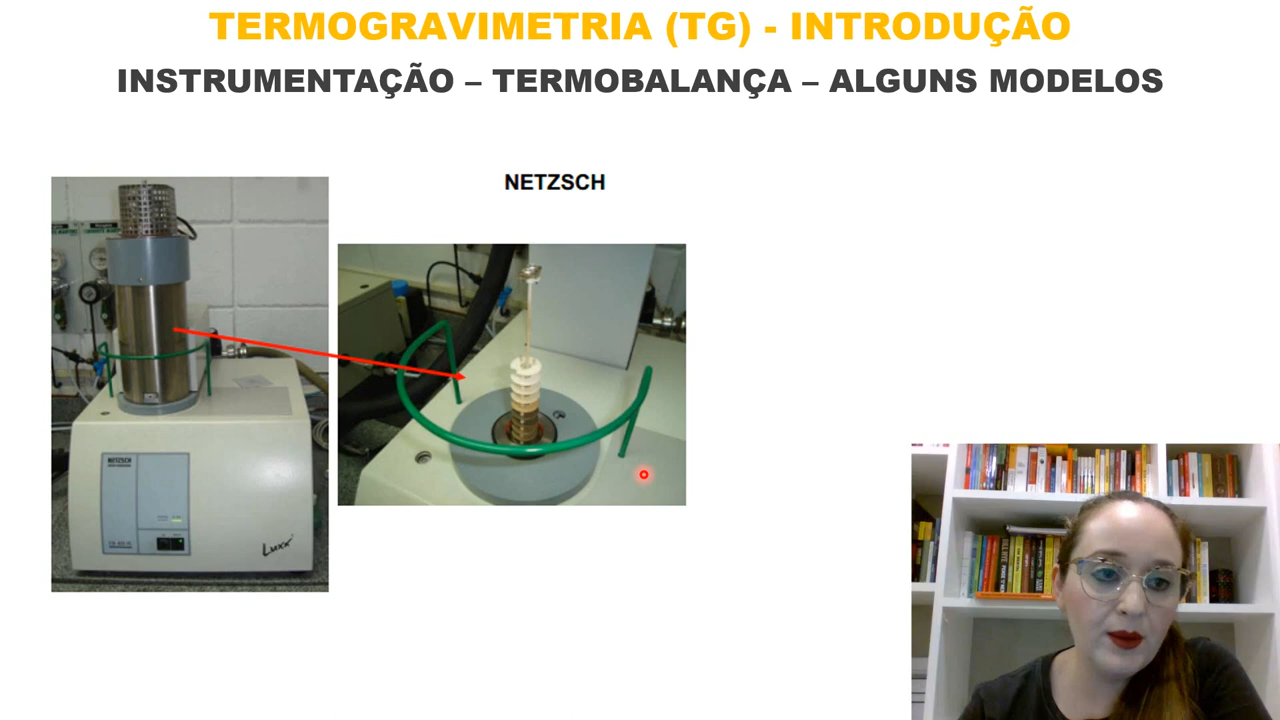 TERMOGRAVIMETRIA (TG) - INTRODUÇÃO
INSTRUMENTAÇÃO – TERMOBALANÇA – ALGUNS MODELOS
NETZSCH
NETZSCH
Luxx